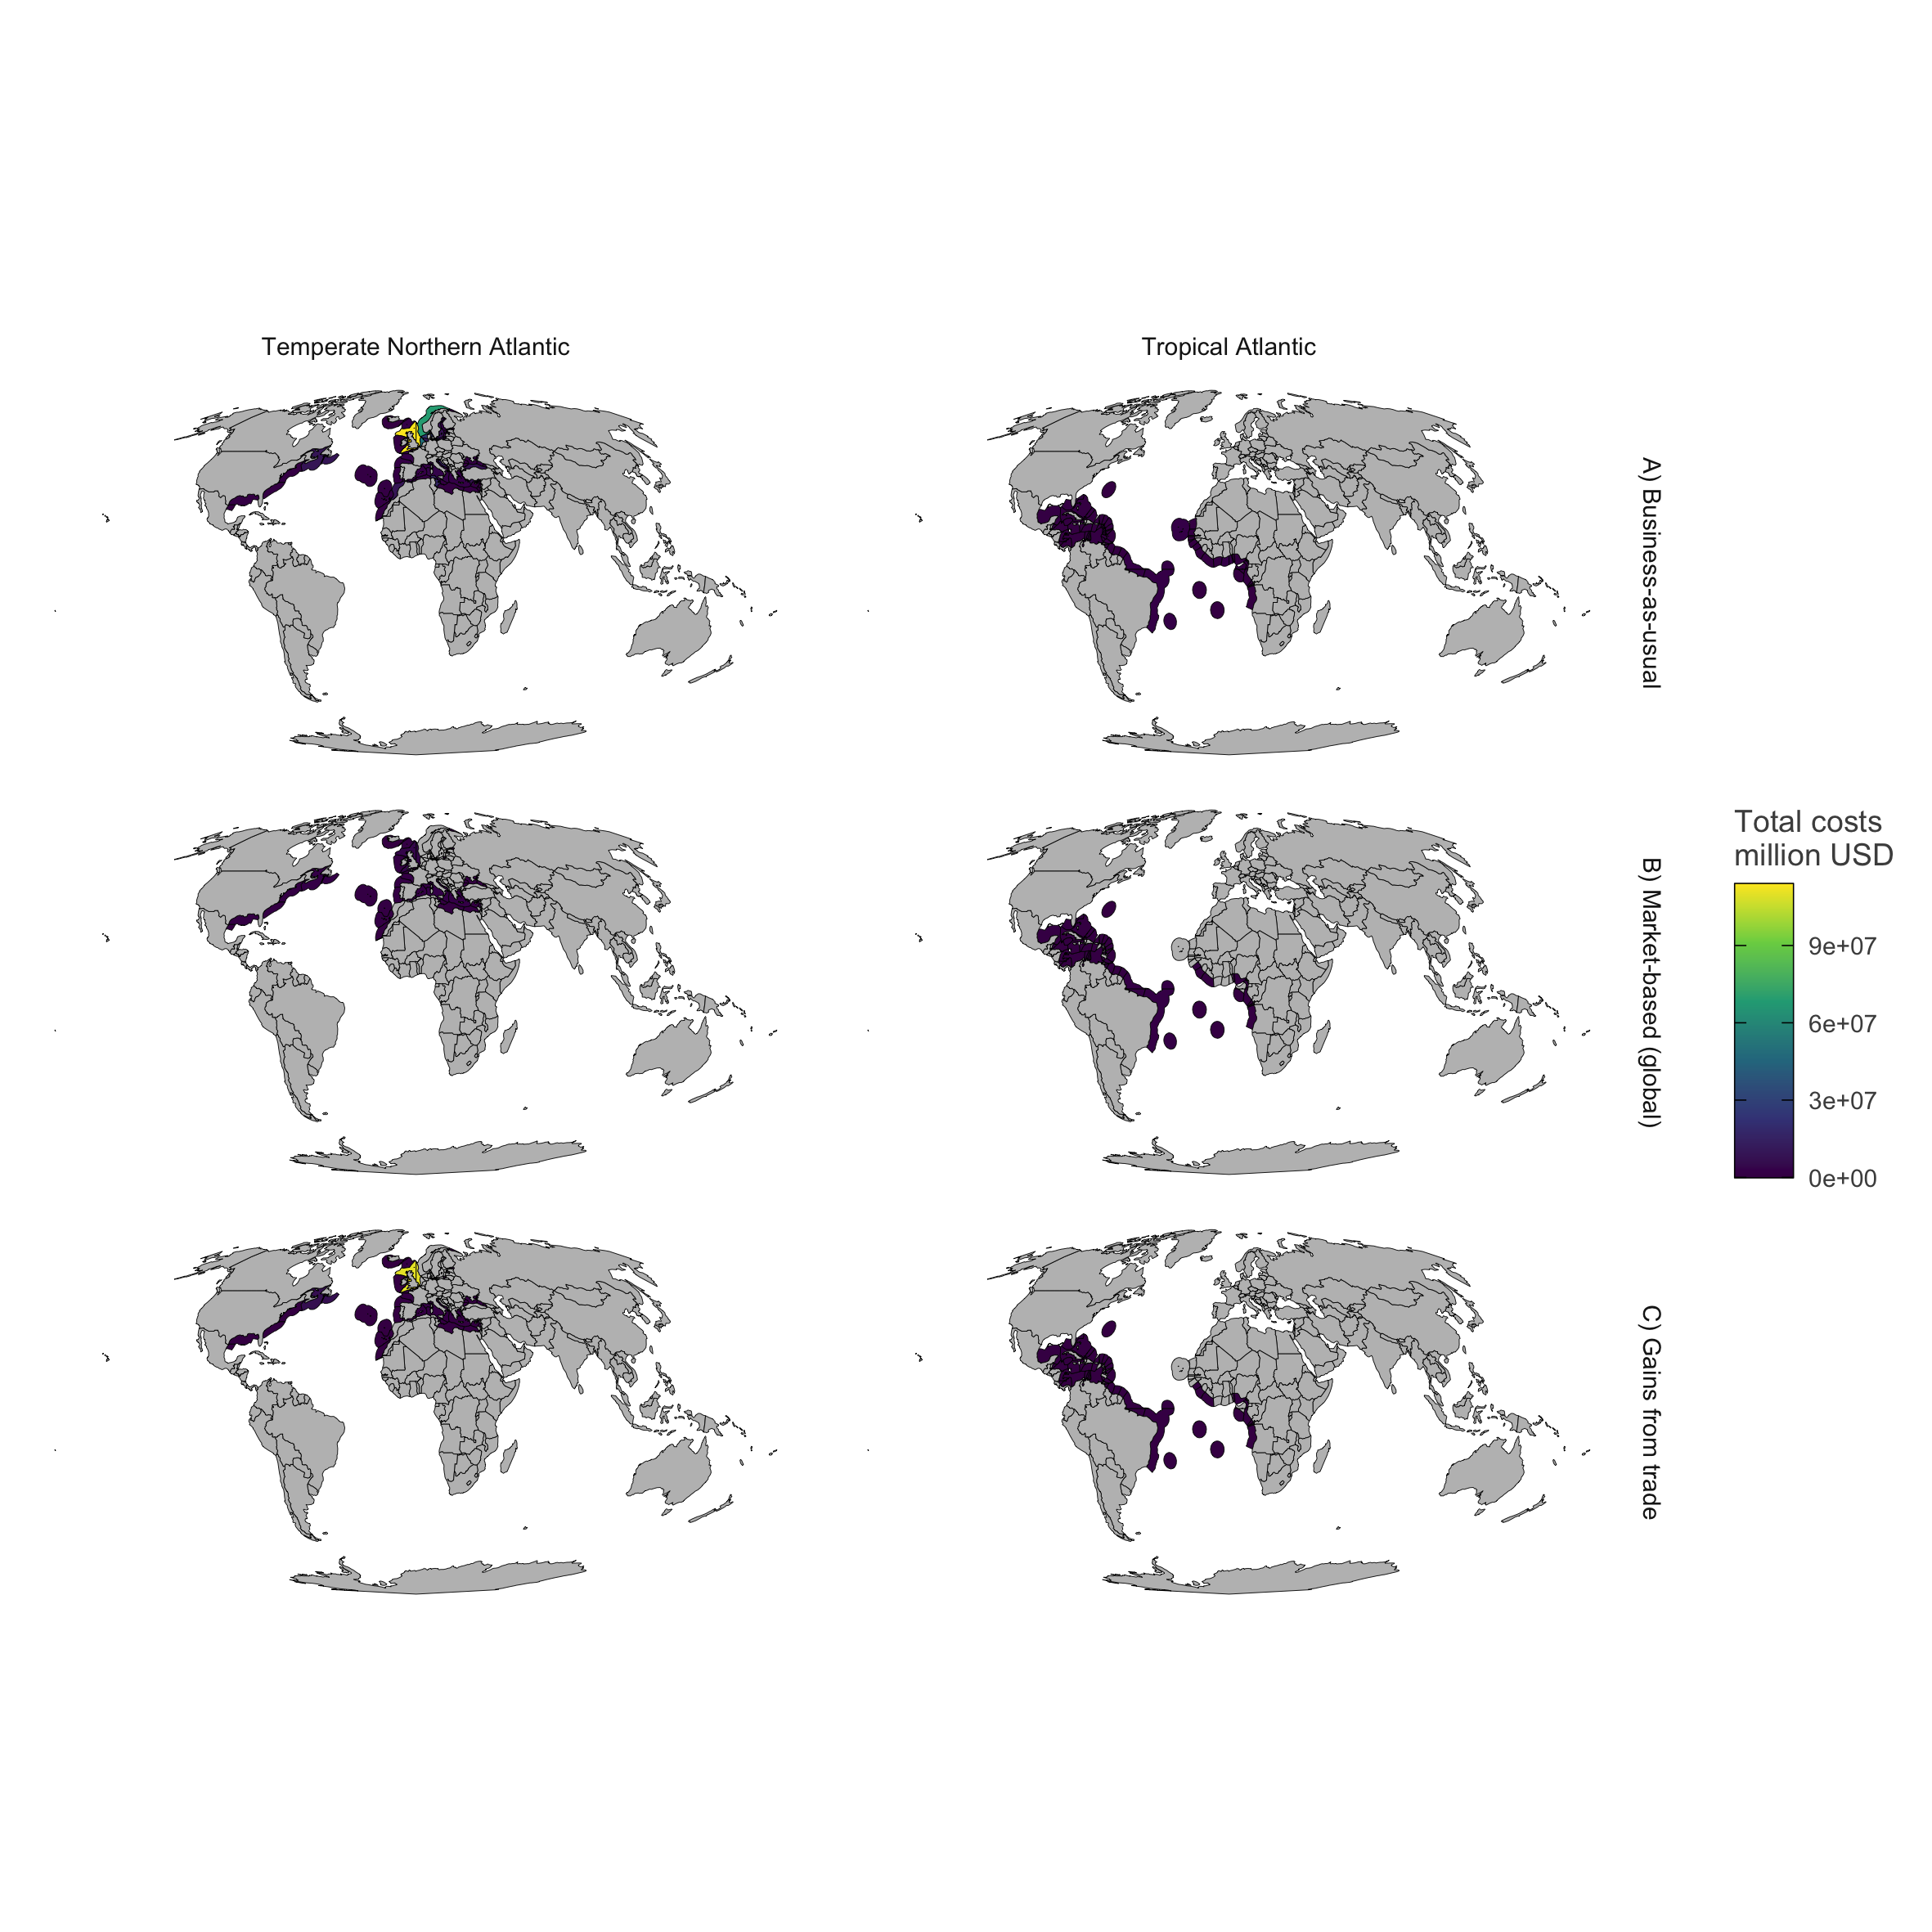 Temperate Northern Atlantic
Tropical Atlantic
A) Business-as-usual
B) Market-based (global)
C) Gains from trade
Total costs
million USD
9e+07
6e+07
3e+07
0e+00